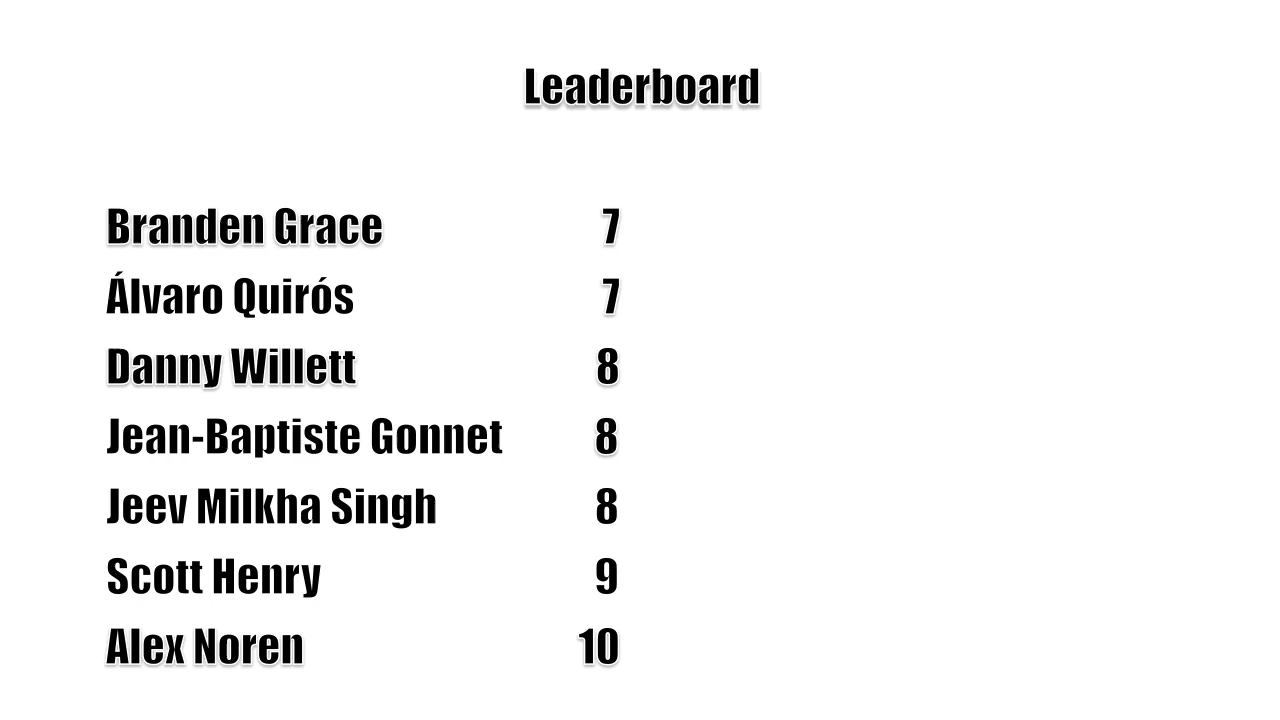 Leaderboard
Branden Grace 7
Álvaro Quirós 7
Danny Willett 8
Jean-Baptiste Gonnet 8
Jeev Milkha Singh 8
Scott Henry 9
Alex Noren 10